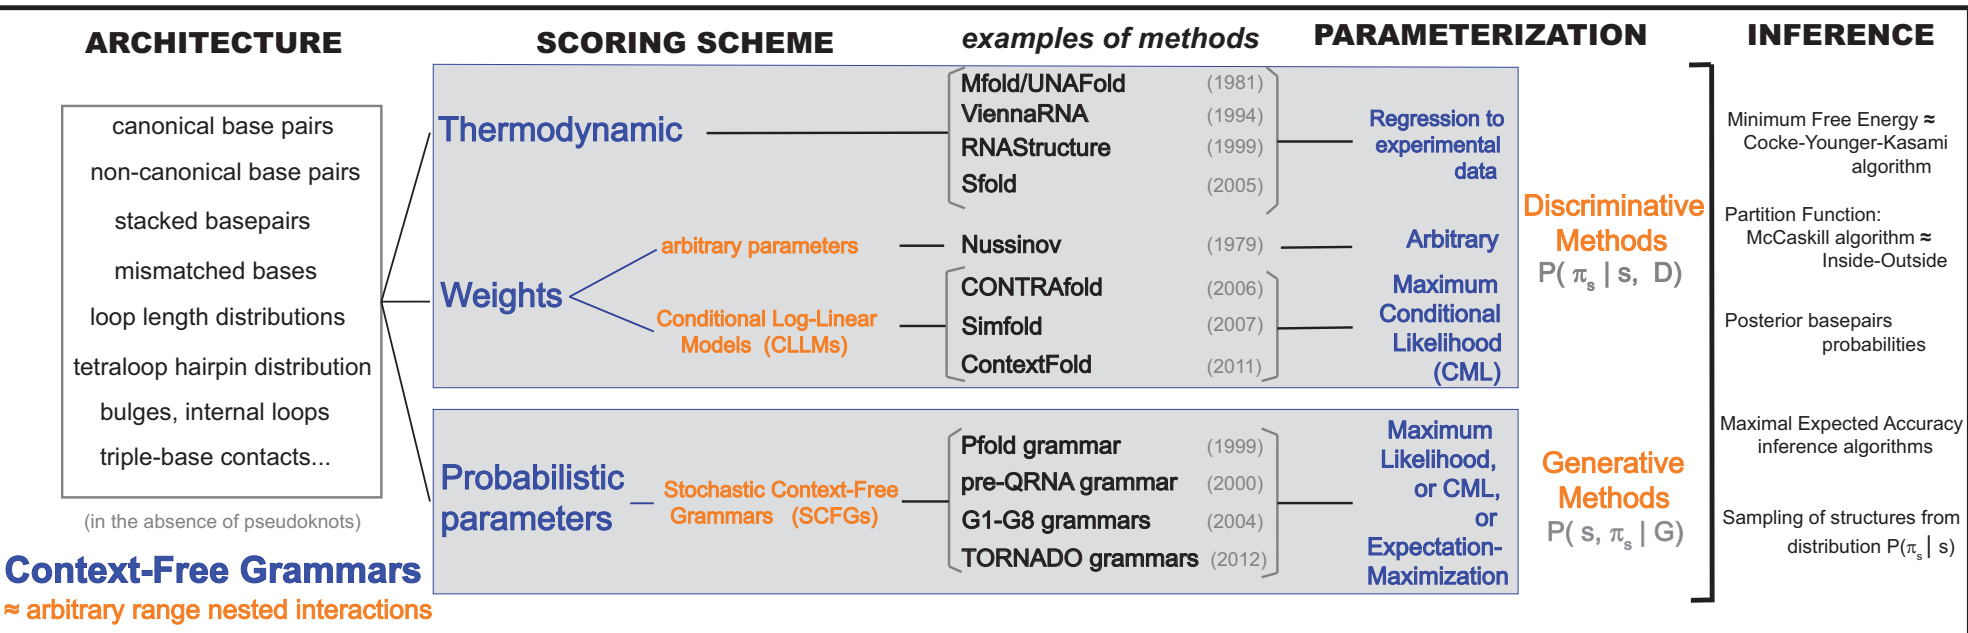 ARCHITECTURE
canonical base pairs
non-canonical base pairs
stacked basepairs
mismatched bases
loop length distributions
tetraloop hairpin distribution
bulges, internal loops
triple-base contacts...
(in the absence of pseudoknots)
Context-Free Grammars
≈ arbitrary range nested interactions
SCORING SCHEME
Thermodynamic
Weights
arbitrary parameters
Conditional Log-Linear
Models (CLLMs)
Probabilistic
parameters
Stochastic Context-Free
Grammars (SCFGs)
examples of methods
Mfold/UNAFold (1981)
ViennaRNA (1994)
RNAStructure (1999)
Sfold (2005)
Nussinov (1979)
CONTRAfold (2006)
Simfold (2007)
ContextFold (2011)
Pfold grammar (1999)
pre-QRNA grammar (2000)
G1-G8 grammars (2004)
TORNADO grammars (2012)
PARAMETERIZATION
Regression to
experimental
data
Arbitrary
Maximum
Conditional
Likelihood
(CML)
Maximum
Likelihood,
or CML,
or
Expectation-
Maximization
Discriminative
Methods
P( πs | s, D)
Generative
Methods
P( s, πs | G)
INFERENCE
Minimum Free Energy ≈
Cocke-Younger-Kasami
algorithm
Partition Function:
McCaskill algorithm ≈
Inside-Outside
Posterior basepairs
probabilities
Maximal Expected Accuracy
inference algorithms
Sampling of structures from
distribution P(πs | s)